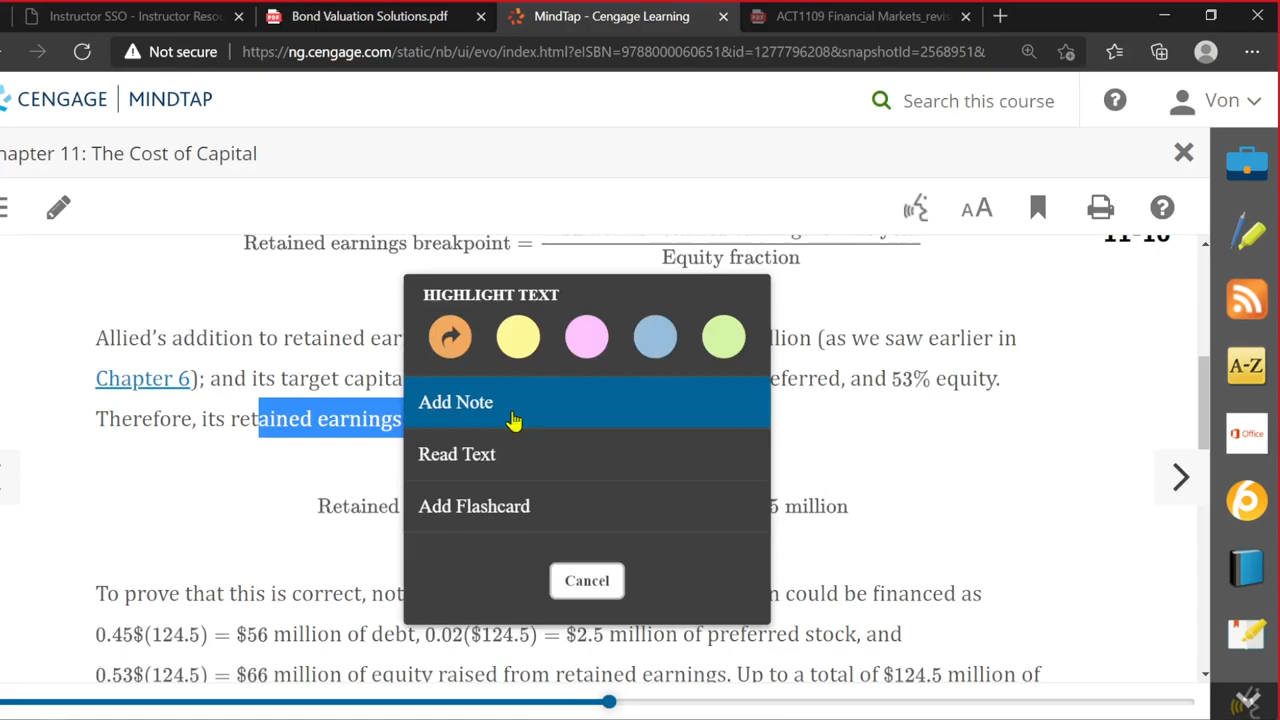 Instructor SSO - Instructor Resou
Bond Valuation Solutions.pdf
MindTap - Cengage Learning
ACT1109 Financial Markets_revis
Not secure
https://ng.cengage.com/static/nb/ui/evo/index.html?eISBN=9788000060651&id=1277796208&snapshotId=2568951&
CENGAGE | MINDTAP
Search this course
Von
hapter 11: The Cost of Capital
AA
Retained earnings breakpoint =
Equity fraction
11-10
HIGHLIGHT TEXT
Allied's addition to retained ear
llion (as we saw earlier in
Chapter 6); and its target capita
eferred, and 53% equity.
Add Note
Therefore, its retained earnings
Read Text
A-Z
Office
Add Flashcard
Retained
5 million
Cancel
To prove that this is correct, not
n could be financed as
0.45$(124.5) = $56 million of debt, 0.02($124.5) = $2.5 million of preferred stock, and
0.53$(124.5) = $66 million of equity raised from retained earnings. Up to a total of $124.5 million of